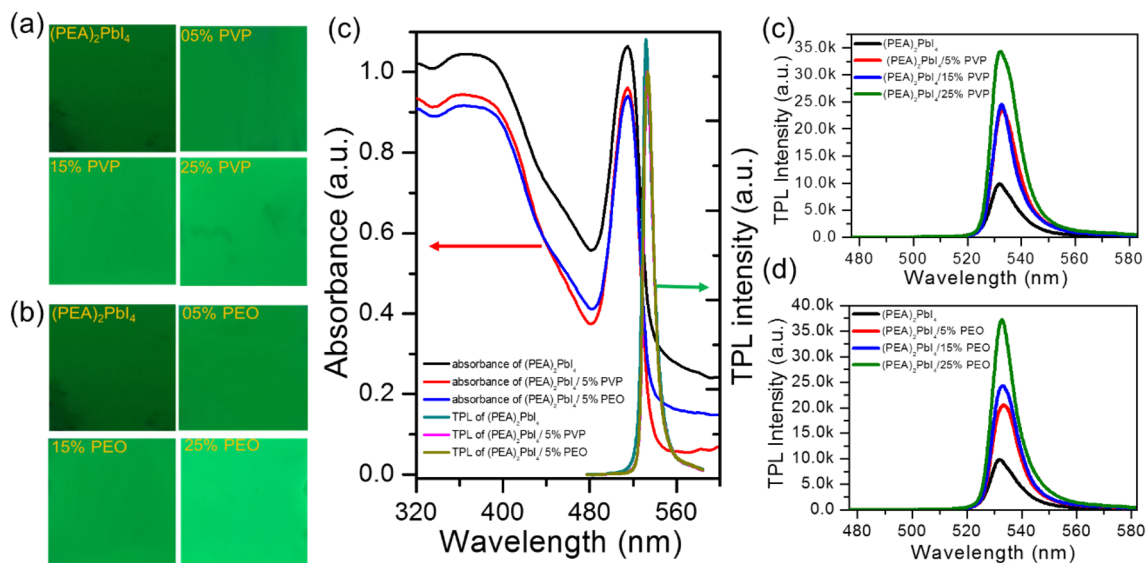 (a)
(PEA)₂PbI₄
05% PVP
15% PVP
25% PVP
(b)
(PEA)₂PbI₄
05% PEO
15% PEO
25% PEO
(c)
Absorbance (a.u.)
1.0
0.8
0.6
0.4
0.2
0.0
absorbance of (PEA)₂PbI₄
absorbance of (PEA)₂PbI₄/ 5% PVP
absorbance of (PEA)₂PbI₄/ 5% PEO
TPL of (PEA)₂PbI₄
TPL of (PEA)₂PbI₄/ 5% PVP
TPL of (PEA)₂PbI₄/ 5% PEO
320 400 480 560
Wavelength (nm)
TPL intensity (a.u.)
(c)
TPL Intensity (a.u.)
35.0k
30.0k
25.0k
20.0k
15.0k
10.0k
5.0k
0.0
(PEA)₂PbI₄
(PEA)₂PbI₄/5% PVP
(PEA)₂PbI₄/15% PVP
(PEA)₂PbI₄/25% PVP
480 500 520 540 560 580
Wavelength (nm)
(d)
TPL Intensity (a.u.)
40.0k
35.0k
30.0k
25.0k
20.0k
15.0k
10.0k
5.0k
0.0
(PEA)₂PbI₄
(PEA)₂PbI₄/5% PEO
(PEA)₂PbI₄/15% PEO
(PEA)₂PbI₄/25% PEO
480 500 520 540 560 580
Wavelength (nm)